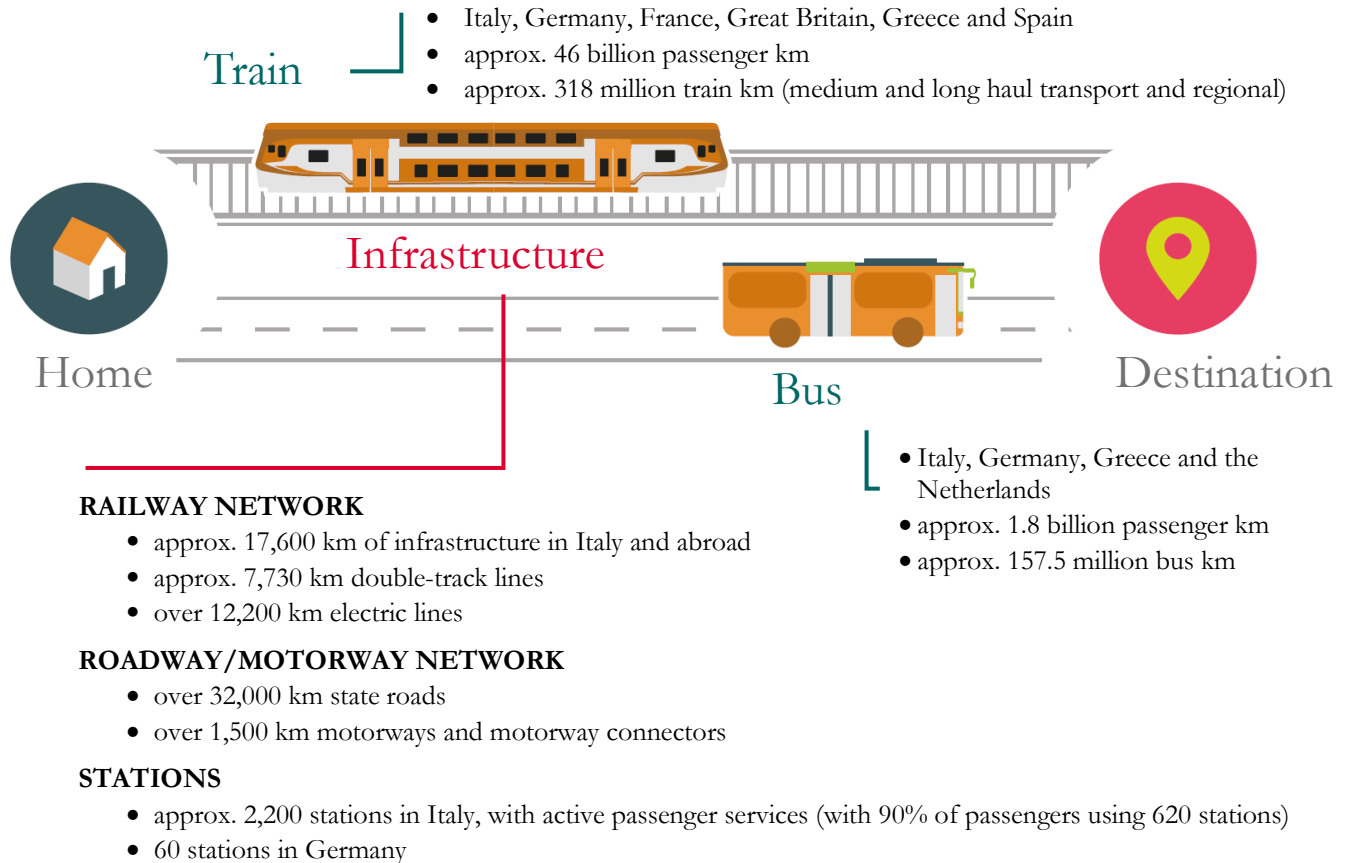 Train
• Italy, Germany, France, Great Britain, Greece and Spain
• approx. 46 billion passenger km
• approx. 318 million train km (medium and long haul transport and regional)
Infrastructure
Home
Destination
Bus
• Italy, Germany, Greece and the
Netherlands
• approx. 1.8 billion passenger km
• approx. 157.5 million bus km
RAILWAY NETWORK
• approx. 17,600 km of infrastructure in Italy and abroad
• approx. 7,730 km double-track lines
• over 12,200 km electric lines
ROADWAY/MOTORWAY NETWORK
• over 32,000 km state roads
• over 1,500 km motorways and motorway connectors
STATIONS
• approx. 2,200 stations in Italy, with active passenger services (with 90% of passengers using 620 stations)
• 60 stations in Germany